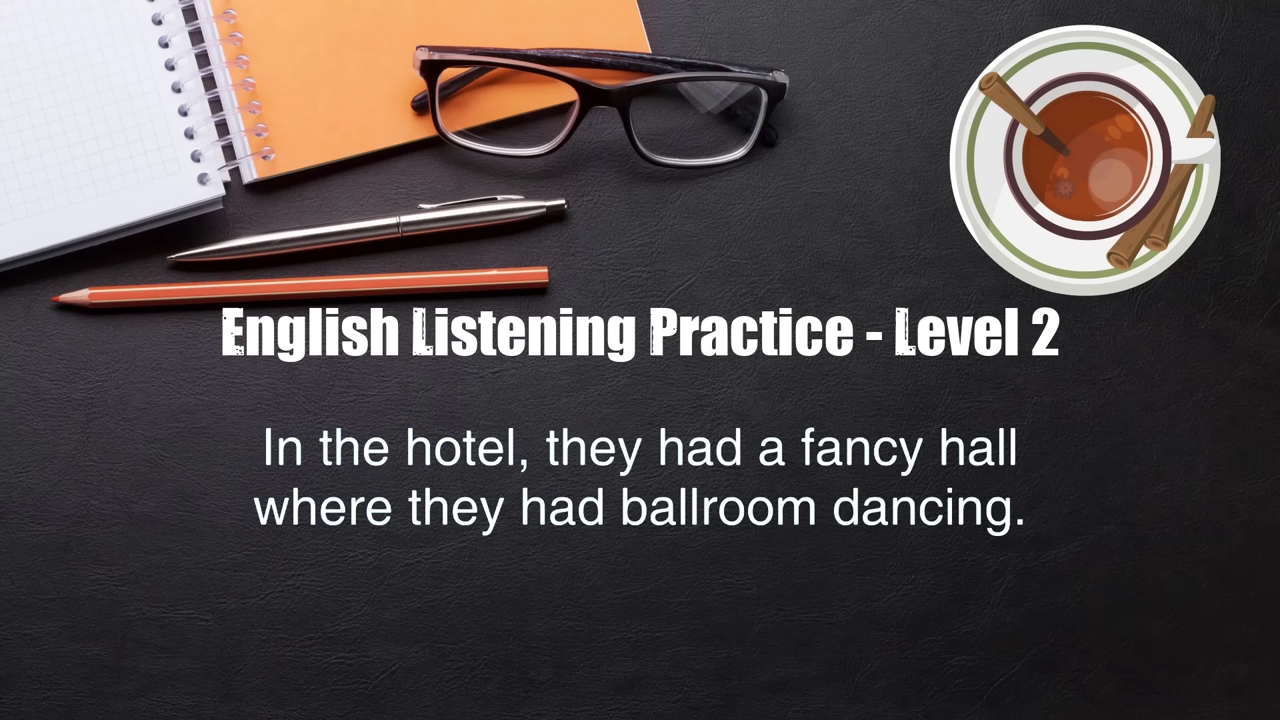 English Listening Practice - Level 2
In the hotel, they had a fancy hall
where they had ballroom dancing.